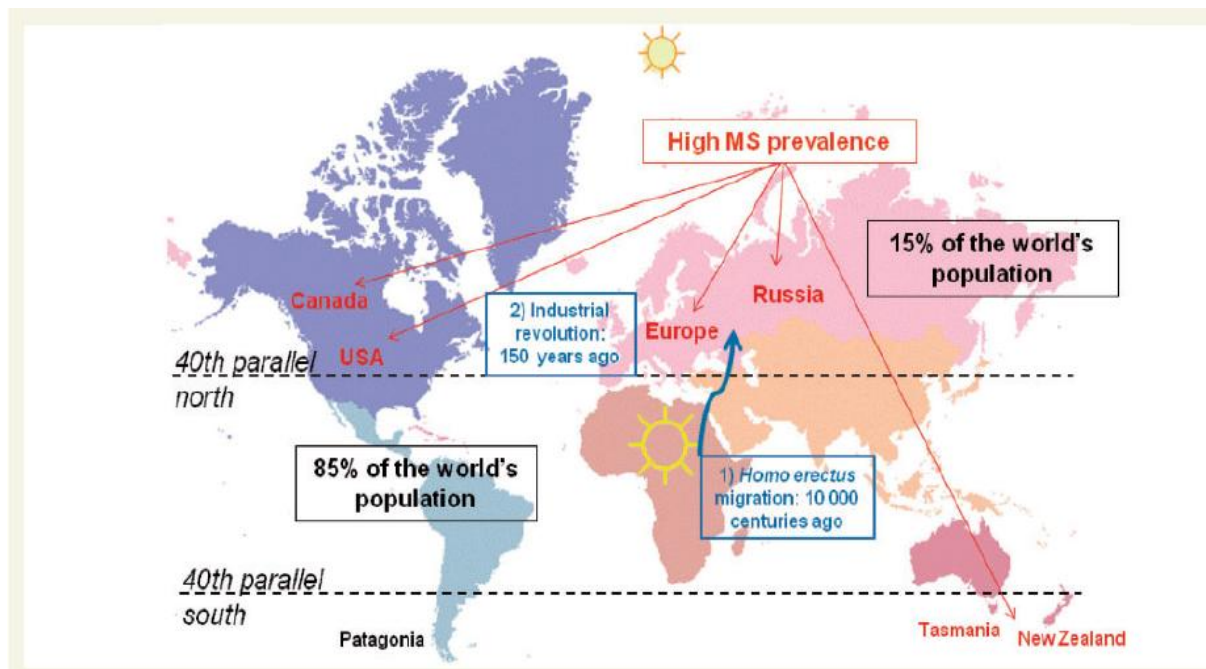 High MS prevalence
15% of the world's
population
Canada
Russia
2) Industrial
revolution:
150 years ago
Europe
USA
40th parallel
north
85% of the world's
population
1) Homo erectus
migration: 10 000
centuries ago
40th parallel
south
Patagonia
Tasmania
New Zealand